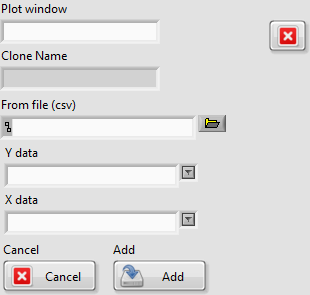 Plot window
Clone Name
From file (csv)
Y data
X data
Cancel Add
Cancel Add